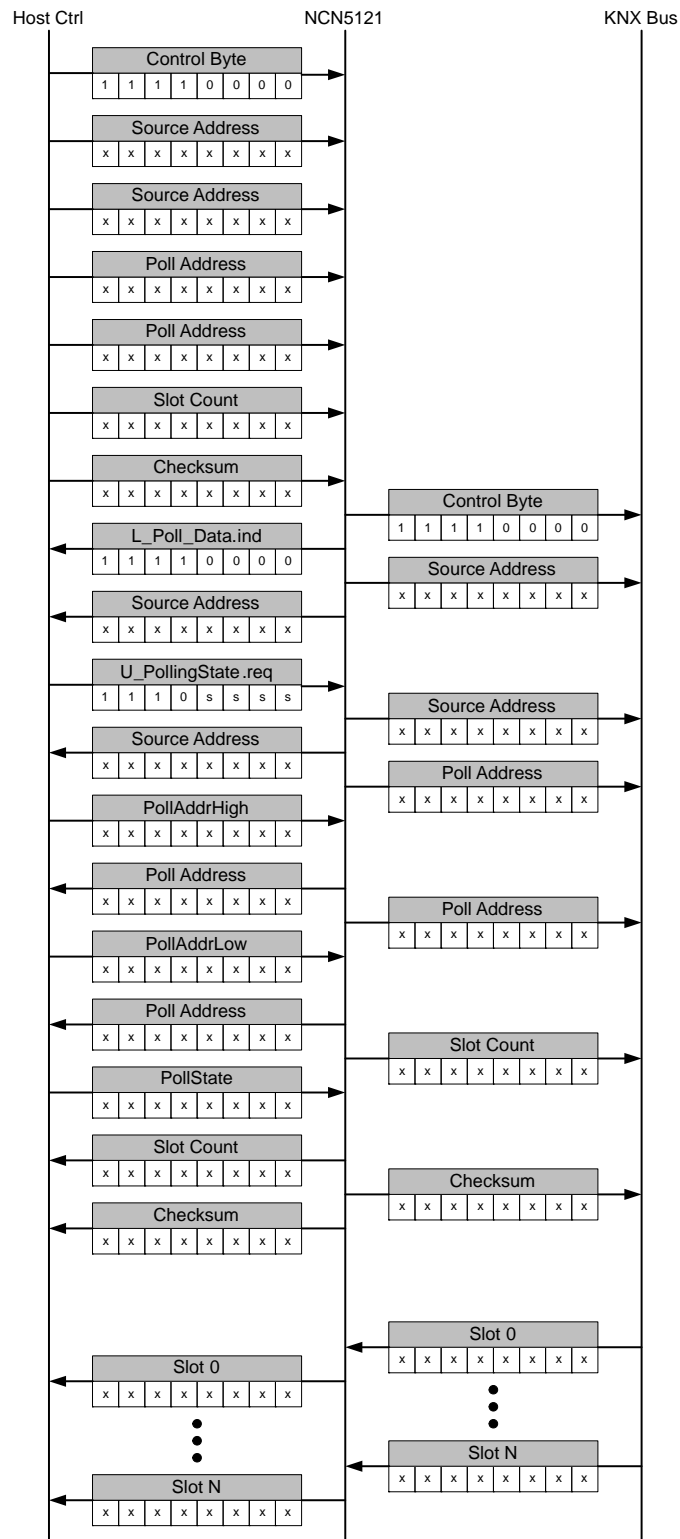 Host Ctrl NCN5121 KNX Bus
Control Byte
1 1 1 1 0 0 0 0
Source Address
x x x x x x x x
Source Address
x x x x x x x x
Poll Address
x x x x x x x x
Poll Address
x x x x x x x x
Slot Count
x x x x x x x x
Checksum
x x x x x x x x
Control Byte
1 1 1 1 0 0 0 0
L_Poll_Data.ind
1 1 1 1 0 0 0 0
Source Address
x x x x x x x x
Source Address
x x x x x x x x
U_PollingState.req
1 1 1 0 s s s s
Source Address
x x x x x x x x
Source Address
x x x x x x x x
Poll Address
x x x x x x x x
PollAddrHigh
x x x x x x x x
Poll Address
x x x x x x x x
Poll Address
x x x x x x x x
PollAddrLow
x x x x x x x x
Poll Address
x x x x x x x x
Slot Count
x x x x x x x x
PollState
x x x x x x x x
Slot Count
x x x x x x x x
Checksum
x x x x x x x x
Checksum
x x x x x x x x
Slot 0
x x x x x x x x
Slot 0
x x x x x x x x
Slot N
x x x x x x x x
Slot N
x x x x x x x x